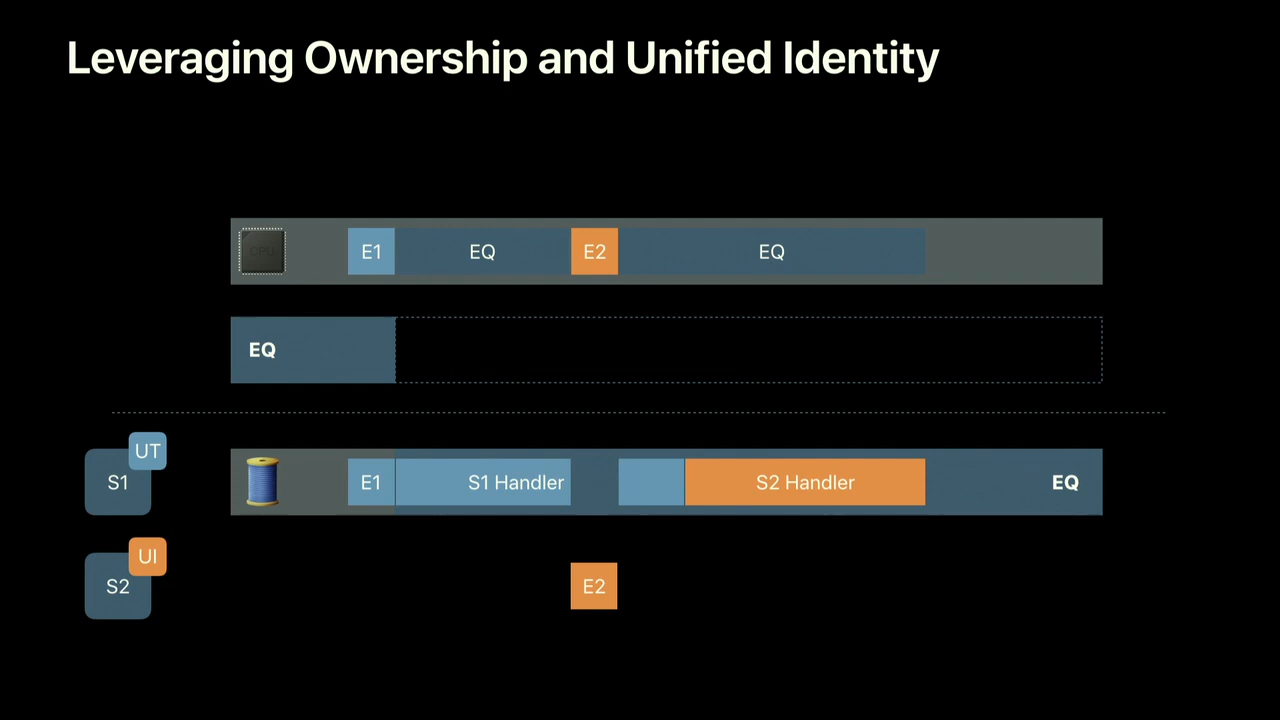 Leveraging Ownership and Unified Identity
E1 EQ E2 EQ
EQ
UT
S1 E1 S1 Handler S2 Handler EQ
UI
S2 E2